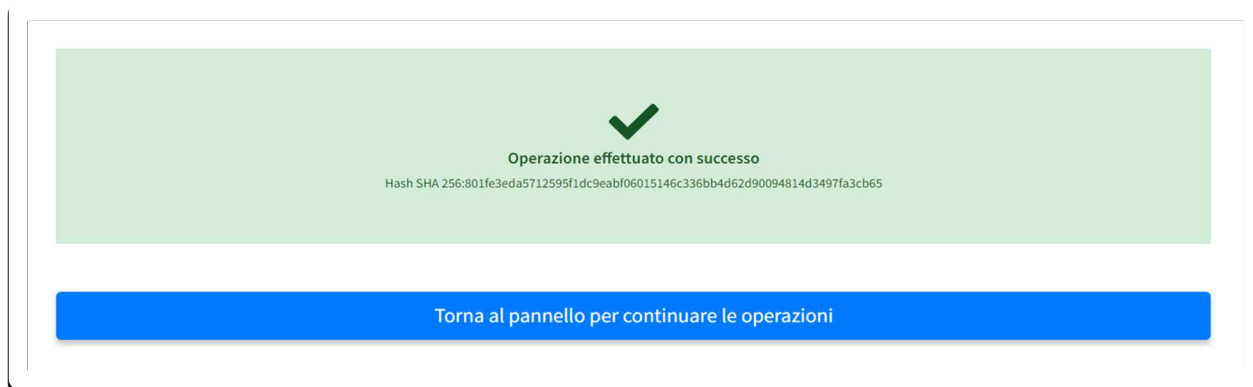 Operazione effettuato con successo
Hash SHA 256:801fe3eda5712595f1dc9eabf06015146c336bb4d62d90094814d3497fa3cb65
Torna al pannello per continuare le operazioni